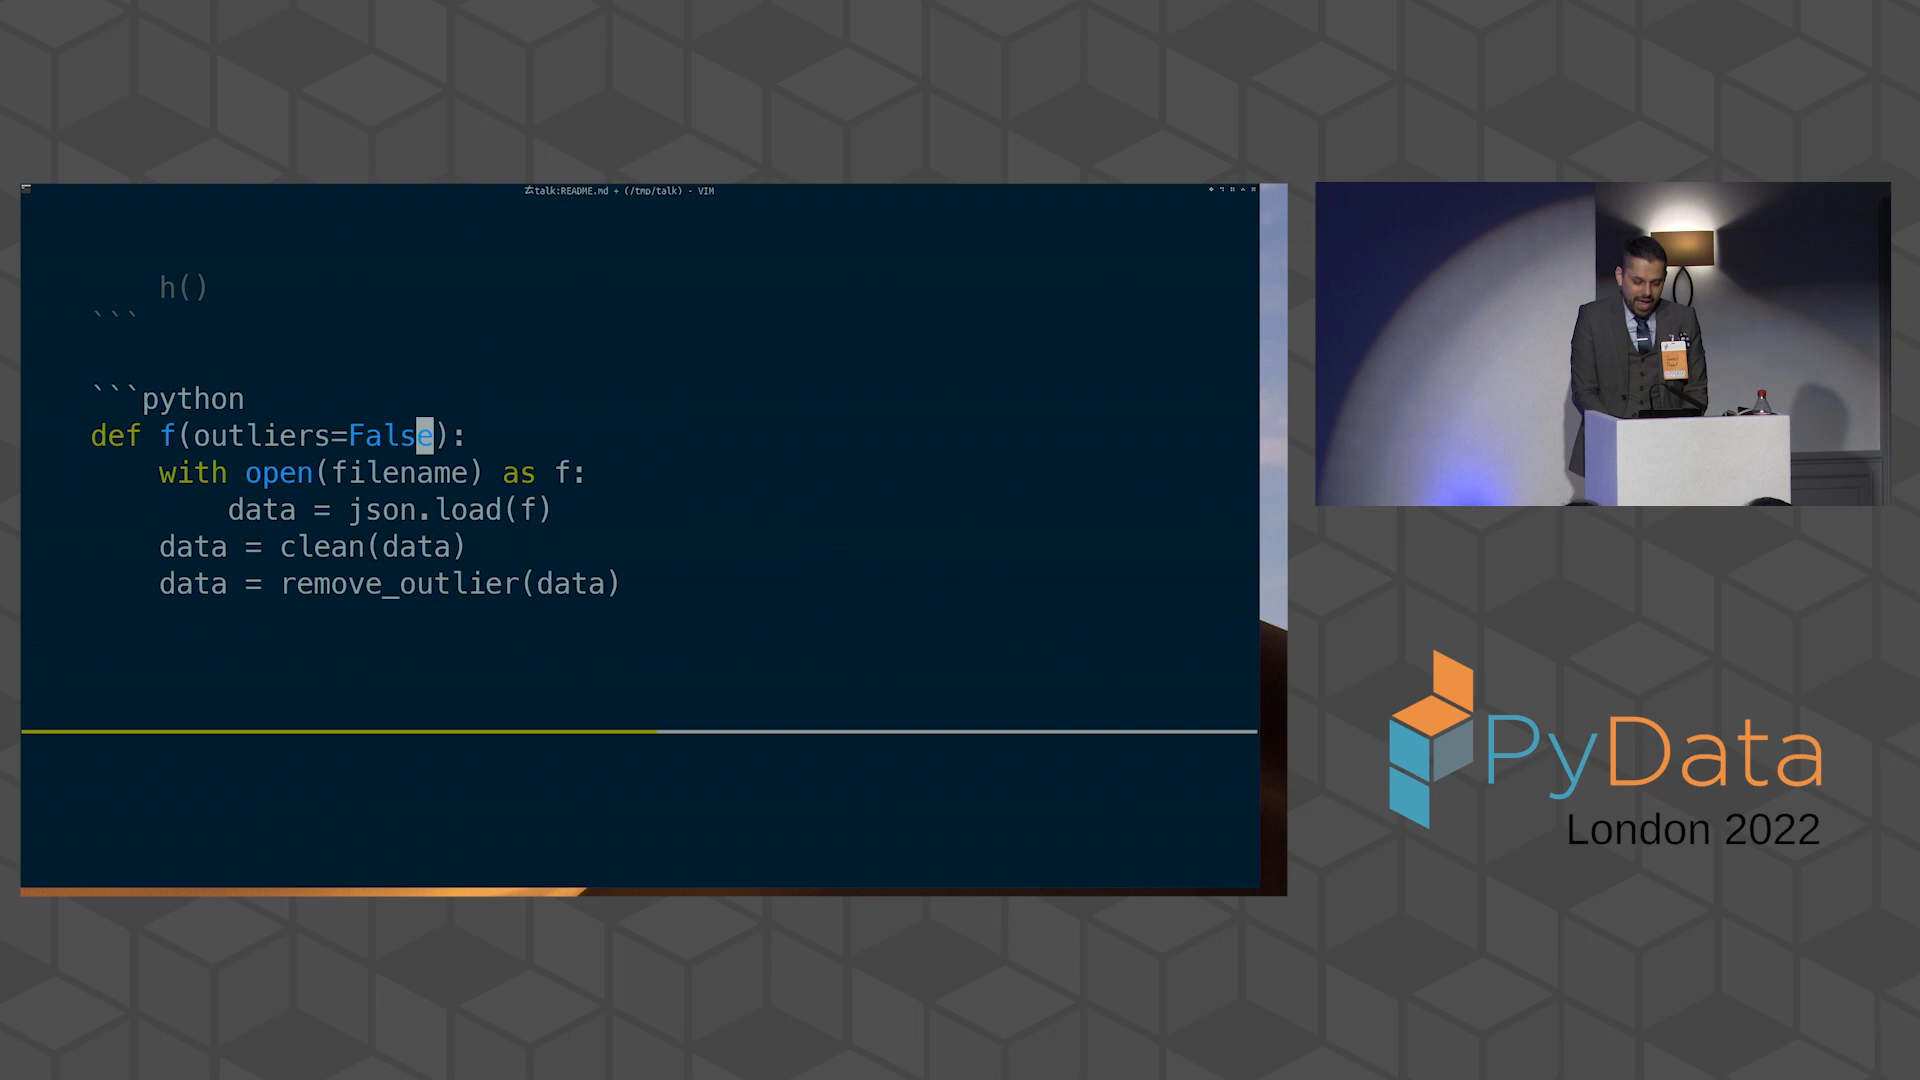 talk:README.md + (/tmp/talk) - VIM
h()
```
```python
def f(outliers=False):
with open(filename) as f:
data = json.load(f)
data = clean(data)
data = remove_outlier(data)
PyData
London 2022